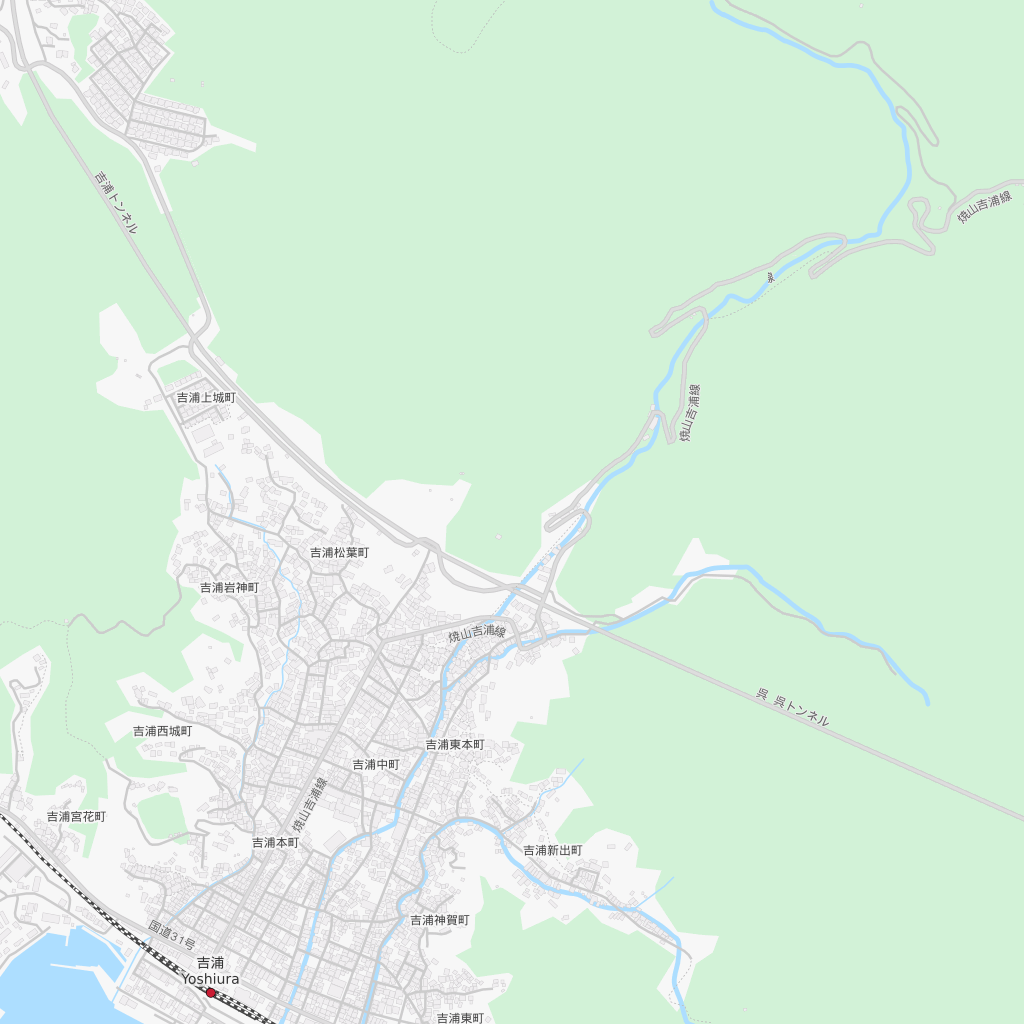 吉浦トンネル
焼山吉浦線
吉浦上城町
焼山吉浦線
吉浦松葉町
吉浦岩神町
焼山吉浦線
呉 呉トンネル
吉浦西城町
吉浦東本町
吉浦中町
焼山吉浦線
吉浦宮花町
吉浦本町
吉浦新出町
吉浦神賀町
国道31号
吉浦
Yoshiura
吉浦東町